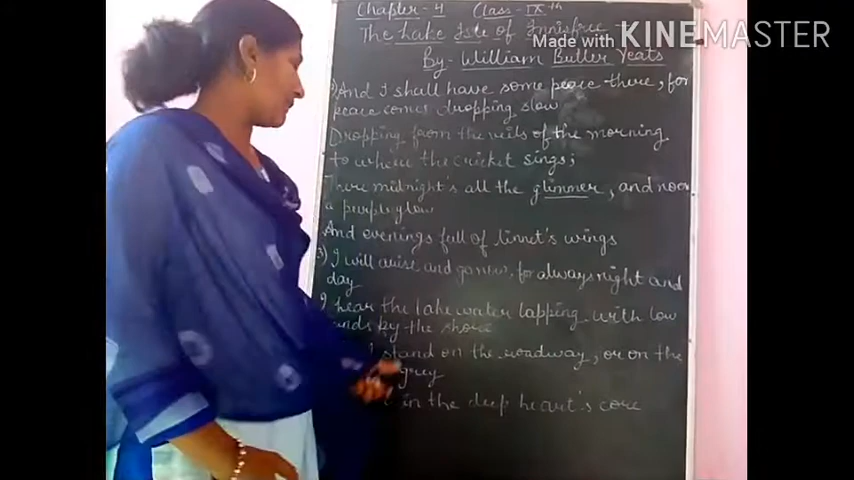 Chapter-4 Class-IXth
The Lake Isle of Innisfree
Made with KINEMASTER
By- William Butler Yeats
2) And I shall have some peace there, for
peace comes dropping slow
Dropping from the veils of the morning
to where the cricket sings;
There midnight's all the glimmer, and noon
a purple glow
And evenings full of linnet's wings
3) I will arise and go now, for always night and
day
I hear the lake water lapping with low
by the shore
I stand on the roadway, or on the
grey
in the deep heart's core